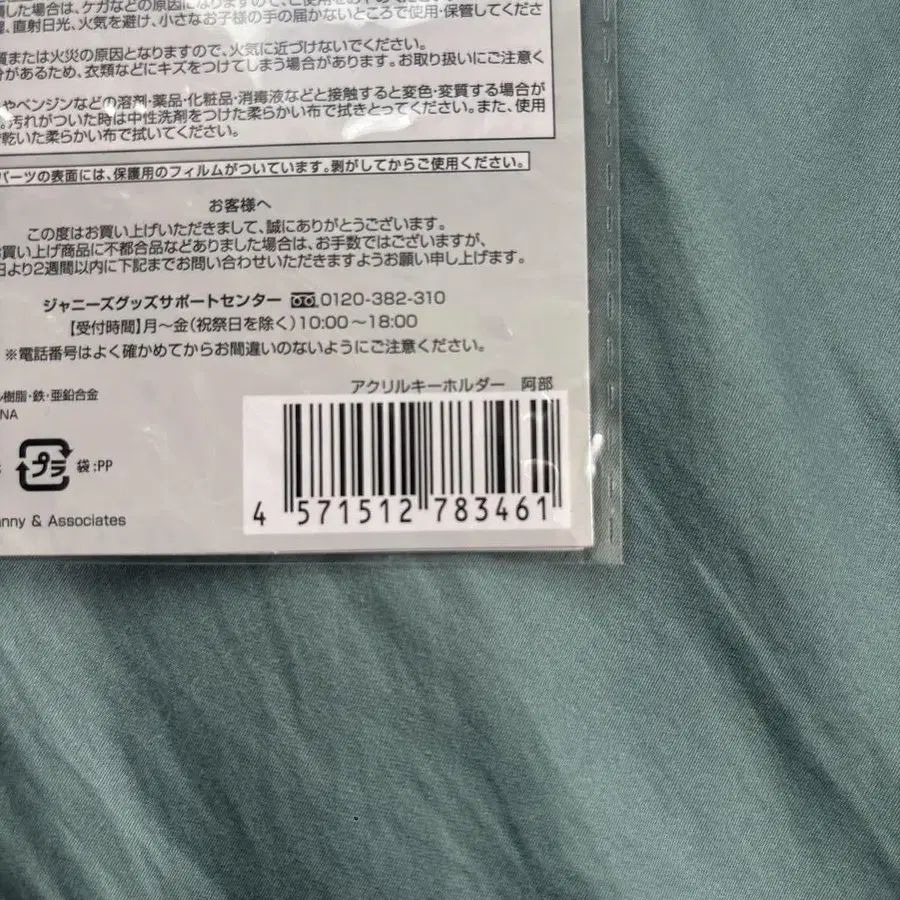 した場合は、ケガなどの原因になりますので、ご使用をおやめください。
直射日光、火気を避け、小さなお子様の手の届かないところで使用・保管してくださ
または火災の原因となりますので、火気に近づけないでください。
があるため、衣類などにキズをつけてしまう場合があります。お取り扱いにご注意く
やベンジンなどの溶剤・薬品・化粧品・消毒液などと接触すると変色・変質する場合が
。汚れがついた時は中性洗剤をつけた柔らかい布で拭きとってください。また、使用
乾いた柔らかい布で拭いてください。
パーツの表面には、保護用のフィルムがついています。剥がしてからご使用ください。
お客様へ
この度はお買い上げいただきまして、誠にありがとうございます。
買い上げ商品に不都合品などありました場合は、お手数ではございますが、
日より2週間以内に下記までお問い合わせいただきますようお願い申し上げます。
ジャニーズグッズサポートセンター 0120-382-310
【受付時間】月～金(祝祭日を除く)10:00～18:00
※電話番号はよく確かめてからお間違いのないようにご注意ください。
アクリルキーホルダー 阿部
樹脂・鉄・亜鉛合金
NA
プラ 袋:PP
nny & Associates
4 571512 783461